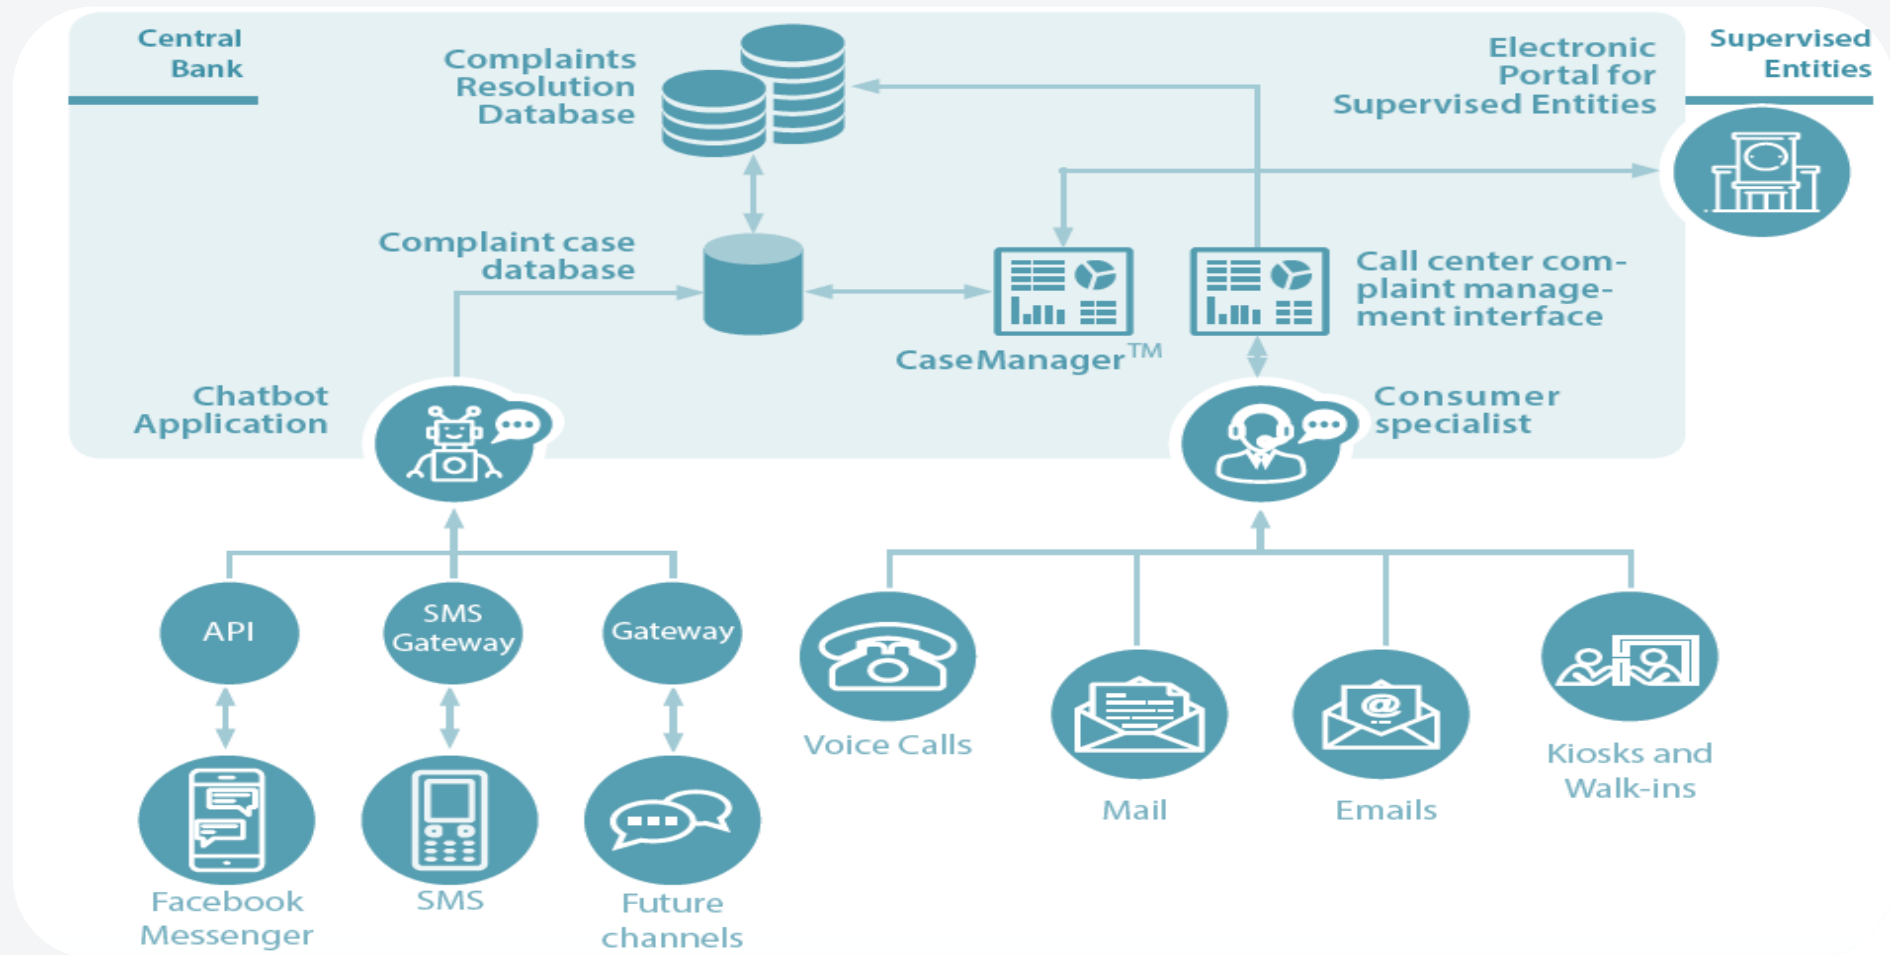 Central
Bank
Complaints
Resolution
Database
Electronic
Portal for
Supervised Entities
Supervised
Entities
Complaint case
database
CaseManager™
Call center com-
plaint manage-
ment interface
Chatbot
Application
Consumer
specialist
API
SMS
Gateway
Gateway
Facebook
Messenger
SMS
Future
channels
Voice Calls
Mail
@
Emails
Kiosks and
Walk-ins